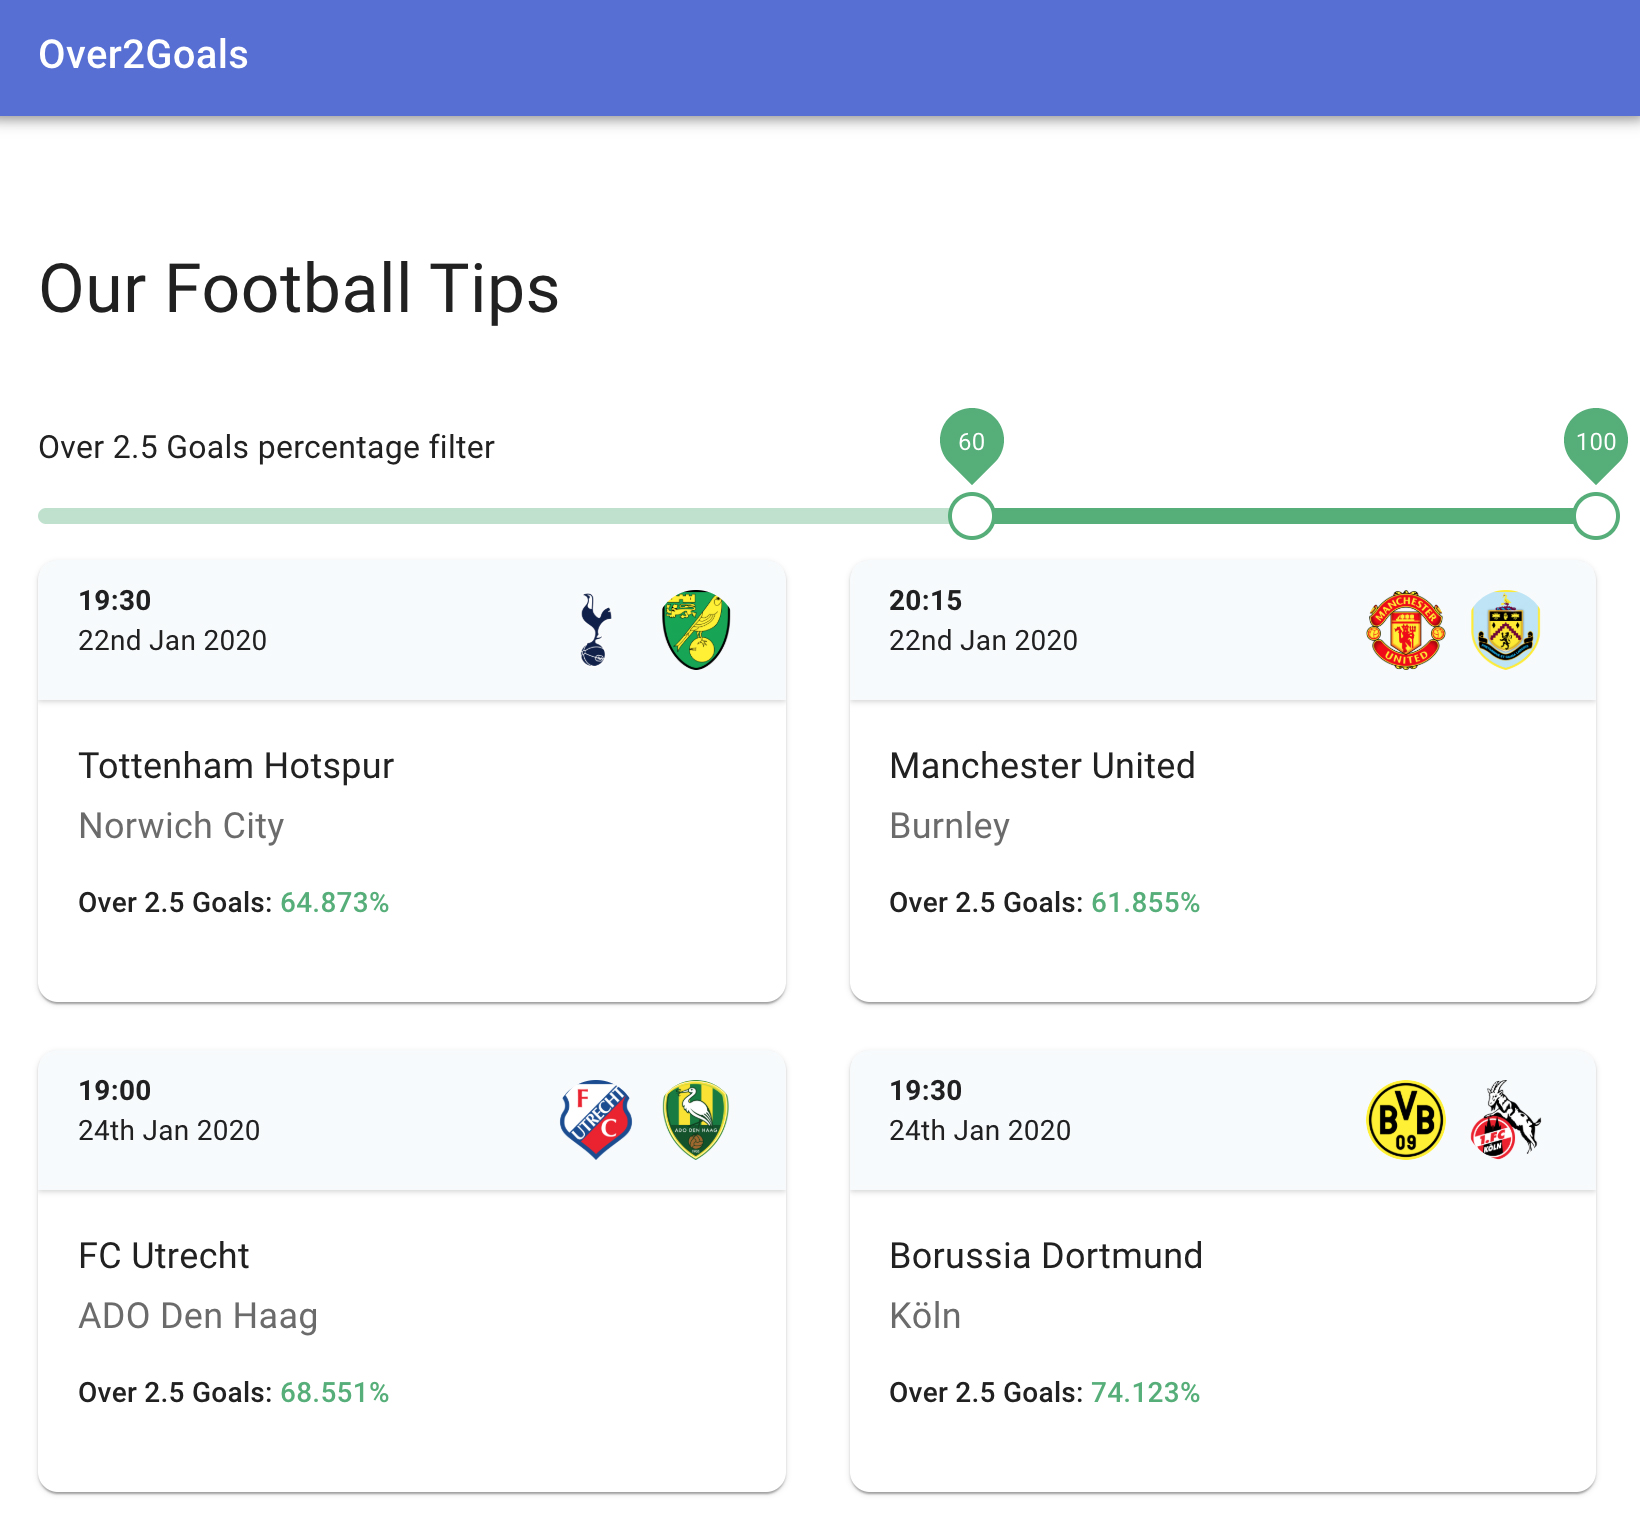 Over2Goals
Our Football Tips
Over 2.5 Goals percentage filter
60
100
19:30
22nd Jan 2020
Tottenham Hotspur
Norwich City
Over 2.5 Goals: 64.873%
20:15
22nd Jan 2020
MANCHESTER
UNITED
Manchester United
Burnley
Over 2.5 Goals: 61.855%
19:00
24th Jan 2020
F
UTRECHT
C
ADO DEN HAAG
FC Utrecht
ADO Den Haag
Over 2.5 Goals: 68.551%
19:30
24th Jan 2020
BVB
09
1.FC
KÖLN
Borussia Dortmund
Köln
Over 2.5 Goals: 74.123%